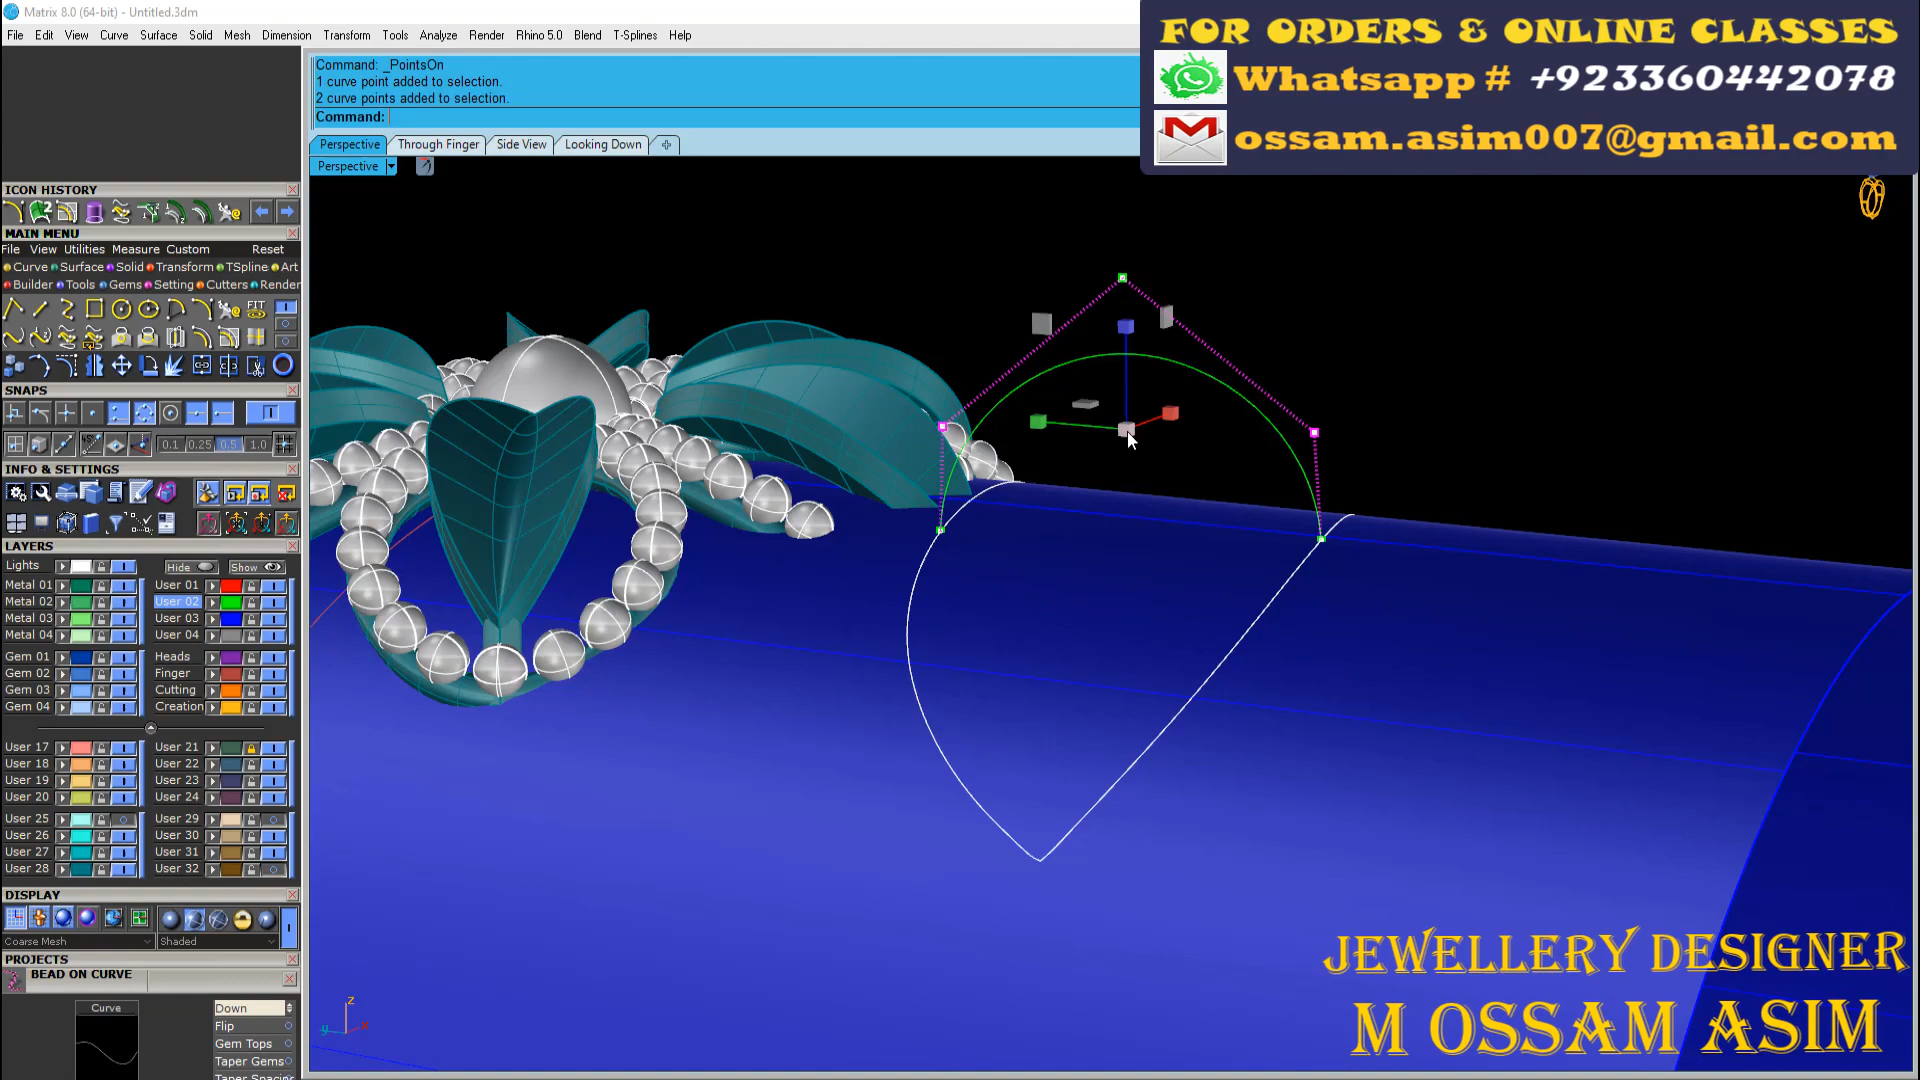 Matrix 8.0 (64-bit) - Untitled.3dm
File Edit View Curve Surface Solid Mesh Dimension Transform Tools Analyze Render Rhino 5.0 Blend T-Splines Help
FOR ORDERS & ONLINE CLASSES
Whatsapp # +923360442078
ossam.asim007@gmail.com
Command: _PointsOn
1 curve point added to selection.
2 curve points added to selection.
Command:
Perspective Through Finger Side View Looking Down
Perspective
ICON HISTORY
MAIN MENU
File View Utilities Measure Custom Reset
Curve Surface Solid Transform TSpline Art
Builder Tools Gems Setting Cutters Render
FIT
SNAPS
0.1 0.25 0.5 1.0
INFO & SETTINGS
LAYERS
Lights Hide Show
Metal 01 User 01
Metal 02 User 02
Metal 03 User 03
Metal 04 User 04
Gem 01 Heads
Gem 02 Finger
Gem 03 Cutting
Gem 04 Creation
User 17 User 21
User 18 User 22
User 19 User 23
User 20 User 24
User 25 User 29
User 26 User 30
User 27 User 31
User 28 User 32
DISPLAY
Coarse Mesh Shaded
PROJECTS
BEAD ON CURVE
Curve Down
Flip
Gem Tops
Taper Gems
Taper Spacing
z
y x
JEWELLERY DESIGNER
M OSSAM ASIM